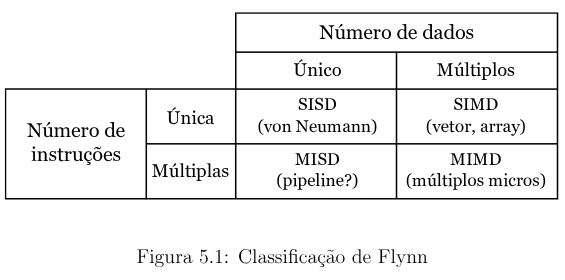 Número de dados
Único
Múltiplos
Número de
instruções
Única
SISD
(von Neumann)
SIMD
(vetor, array)
Múltiplas
MISD
(pipeline?)
MIMD
(múltiplos micros)
Figura 5.1: Classificação de Flynn